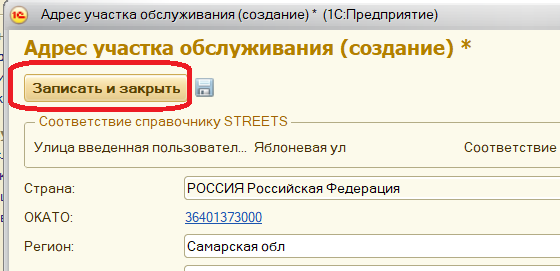 Адрес участка обслуживания (создание) * (1С:Предприятие)
Адрес участка обслуживания (создание) *
Записать и закрыть
Соответствие справочнику STREETS
Улица введенная пользовател... Яблоневая ул Соответствие
Страна: РОССИЯ Российская Федерация
ОКАТО: 36401373000
Регион: Самарская обл